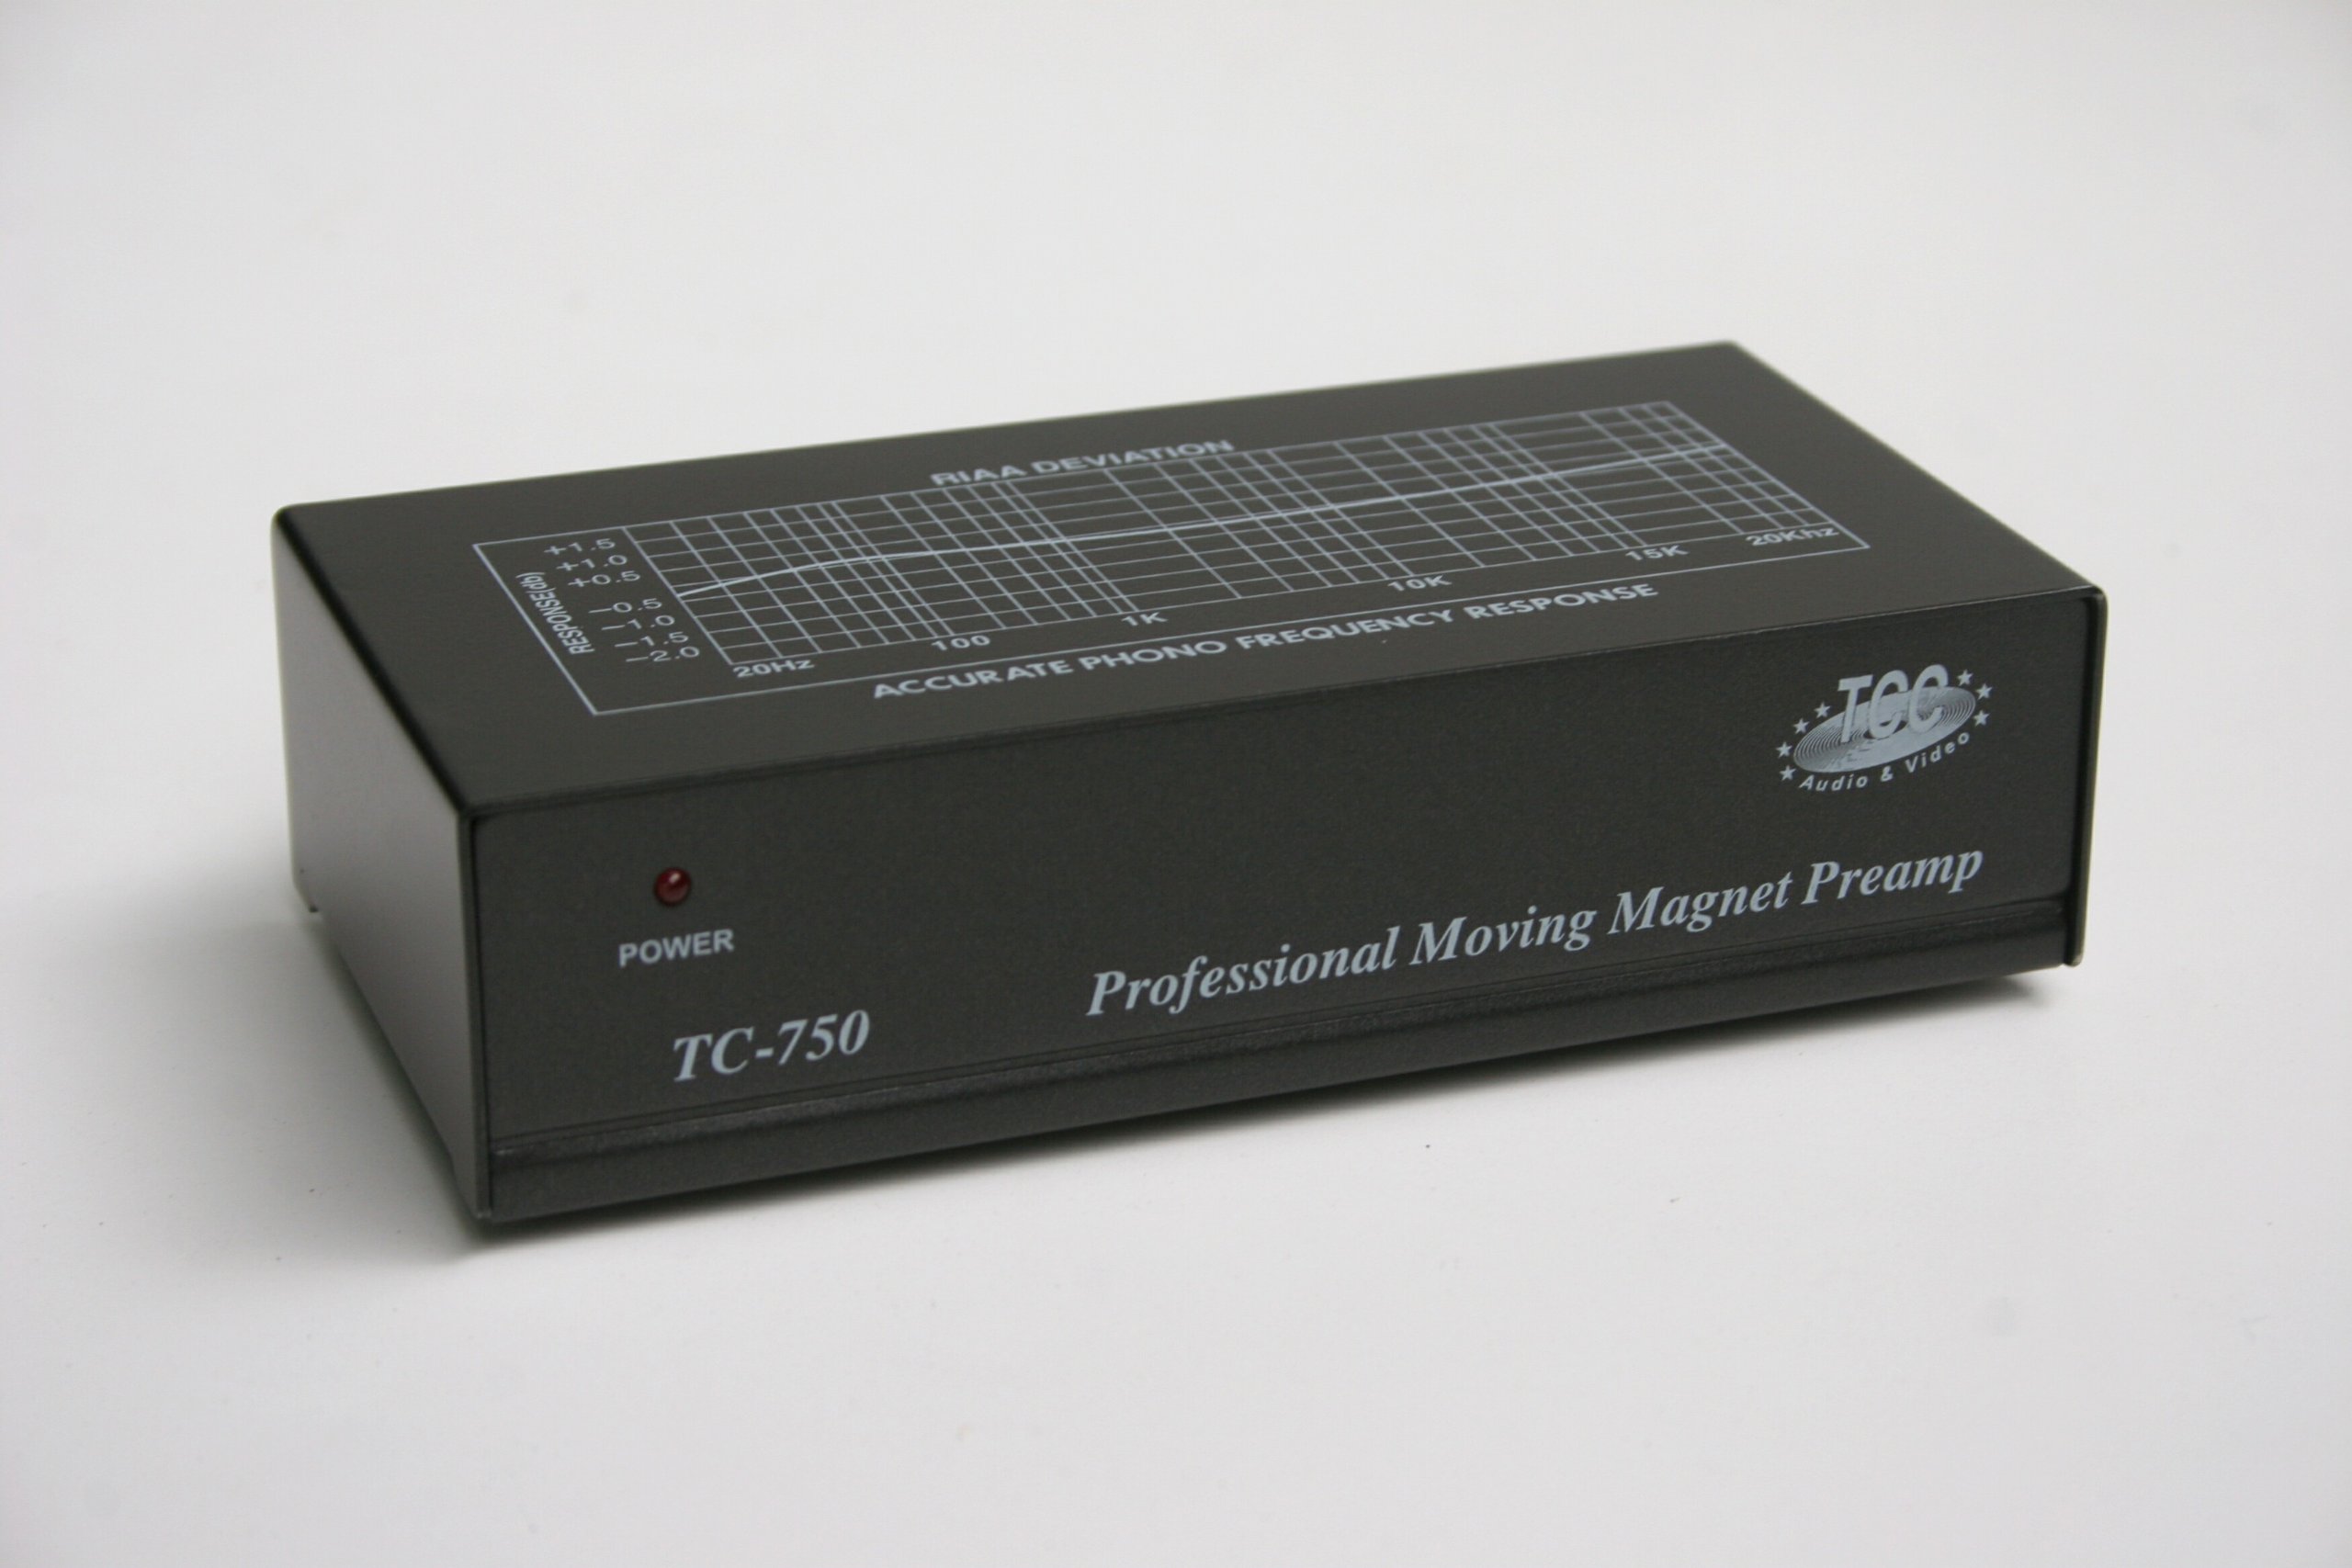 RIAA DEVIATION
RESPONSE(db)
+1.5
+1.0
+0.5
−0.5
−1.0
−1.5
−2.0
20Hz 100 1K 10K 15K 20Khz
ACCURATE PHONO FREQUENCY RESPONSE
TCC
Audio & Video
POWER
TC-750
Professional Moving Magnet Preamp